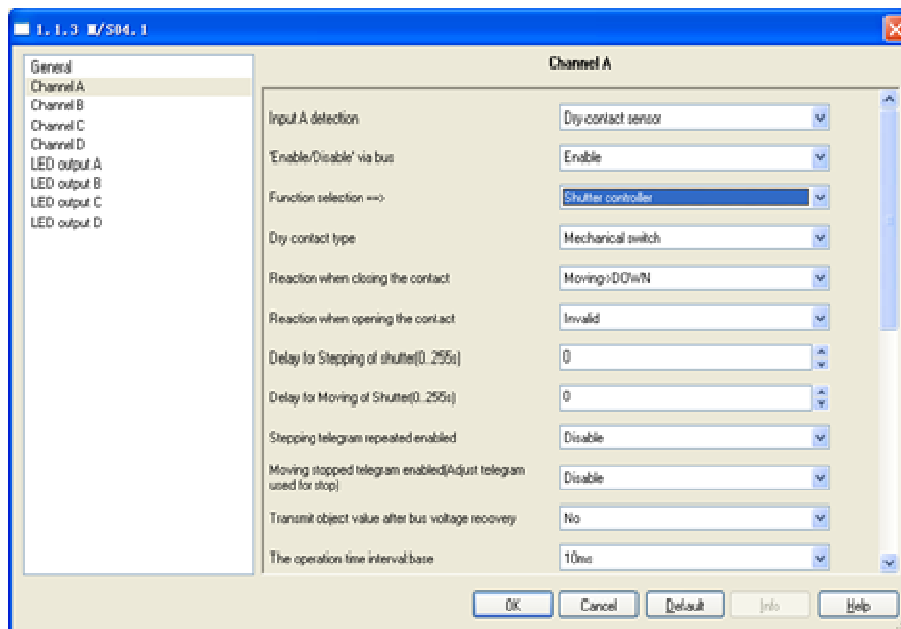 1.1.3 M/S04.1
General
Channel A
Channel B
Channel C
Channel D
LED output A
LED output B
LED output C
LED output D
Channel A
Input A detection
Dry-contact sensor
'Enable/Disable' via bus
Enable
Function selection ==>
Shutter controller
Dry contact type
Mechanical switch
Reaction when closing the contact
Moving->DOWN
Reaction when opening the contact
Invalid
Delay for Stepping of shutter(0..255s)
0
Delay for Moving of Shutter(0..255s)
0
Stepping telegram repeated enabled
Disable
Moving stopped telegram enabled(Adjust telegram
used for stop)
Disable
Transmit object value after bus voltage recovery
No
The operation time interval:base
10ms
OK
Cancel
Default
Info
Help